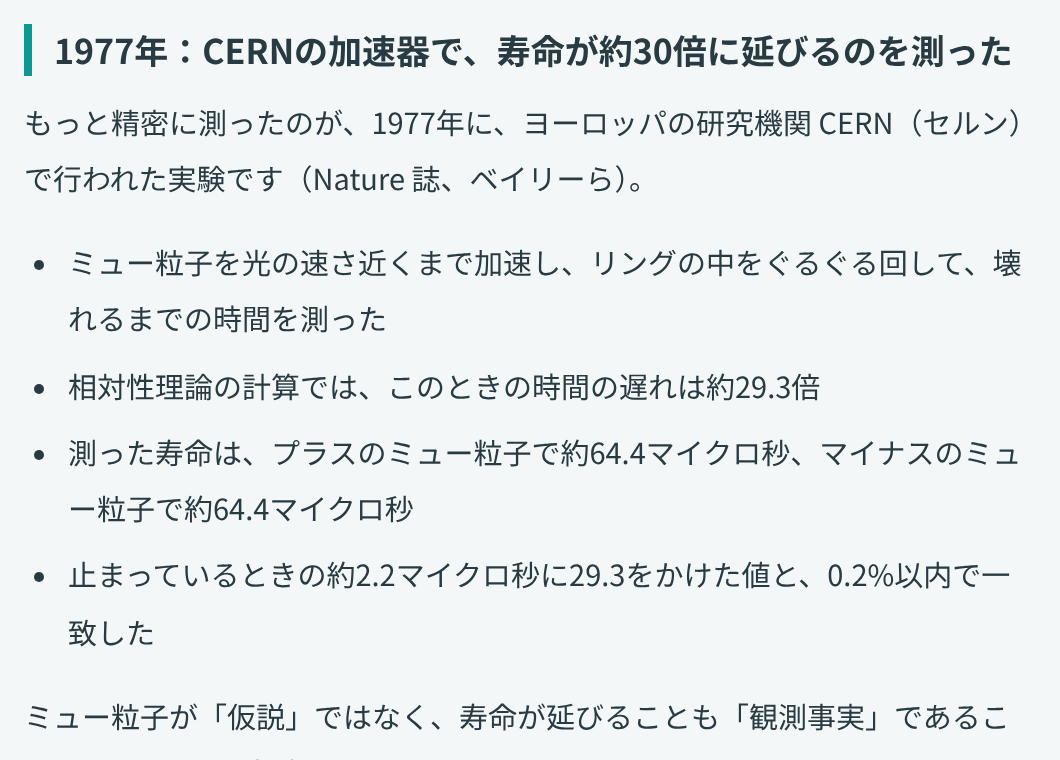 1977年：CERNの加速器で、寿命が約30倍に延びるのを測った
もっと精密に測ったのが、1977年に、ヨーロッパの研究機関 CERN（セルン）
で行われた実験です（Nature 誌、ベイリーら）。
• ミュー粒子を光の速さ近くまで加速し、リングの中をぐるぐる回して、壊
れるまでの時間を測った
• 相対性理論の計算では、このときの時間の遅れは約29.3倍
• 測った寿命は、プラスのミュー粒子で約64.4マイクロ秒、マイナスのミュ
ー粒子で約64.4マイクロ秒
• 止まっているときの約2.2マイクロ秒に29.3をかけた値と、0.2%以内で一
致した
ミュー粒子が「仮説」ではなく、寿命が延びることも「観測事実」であるこ